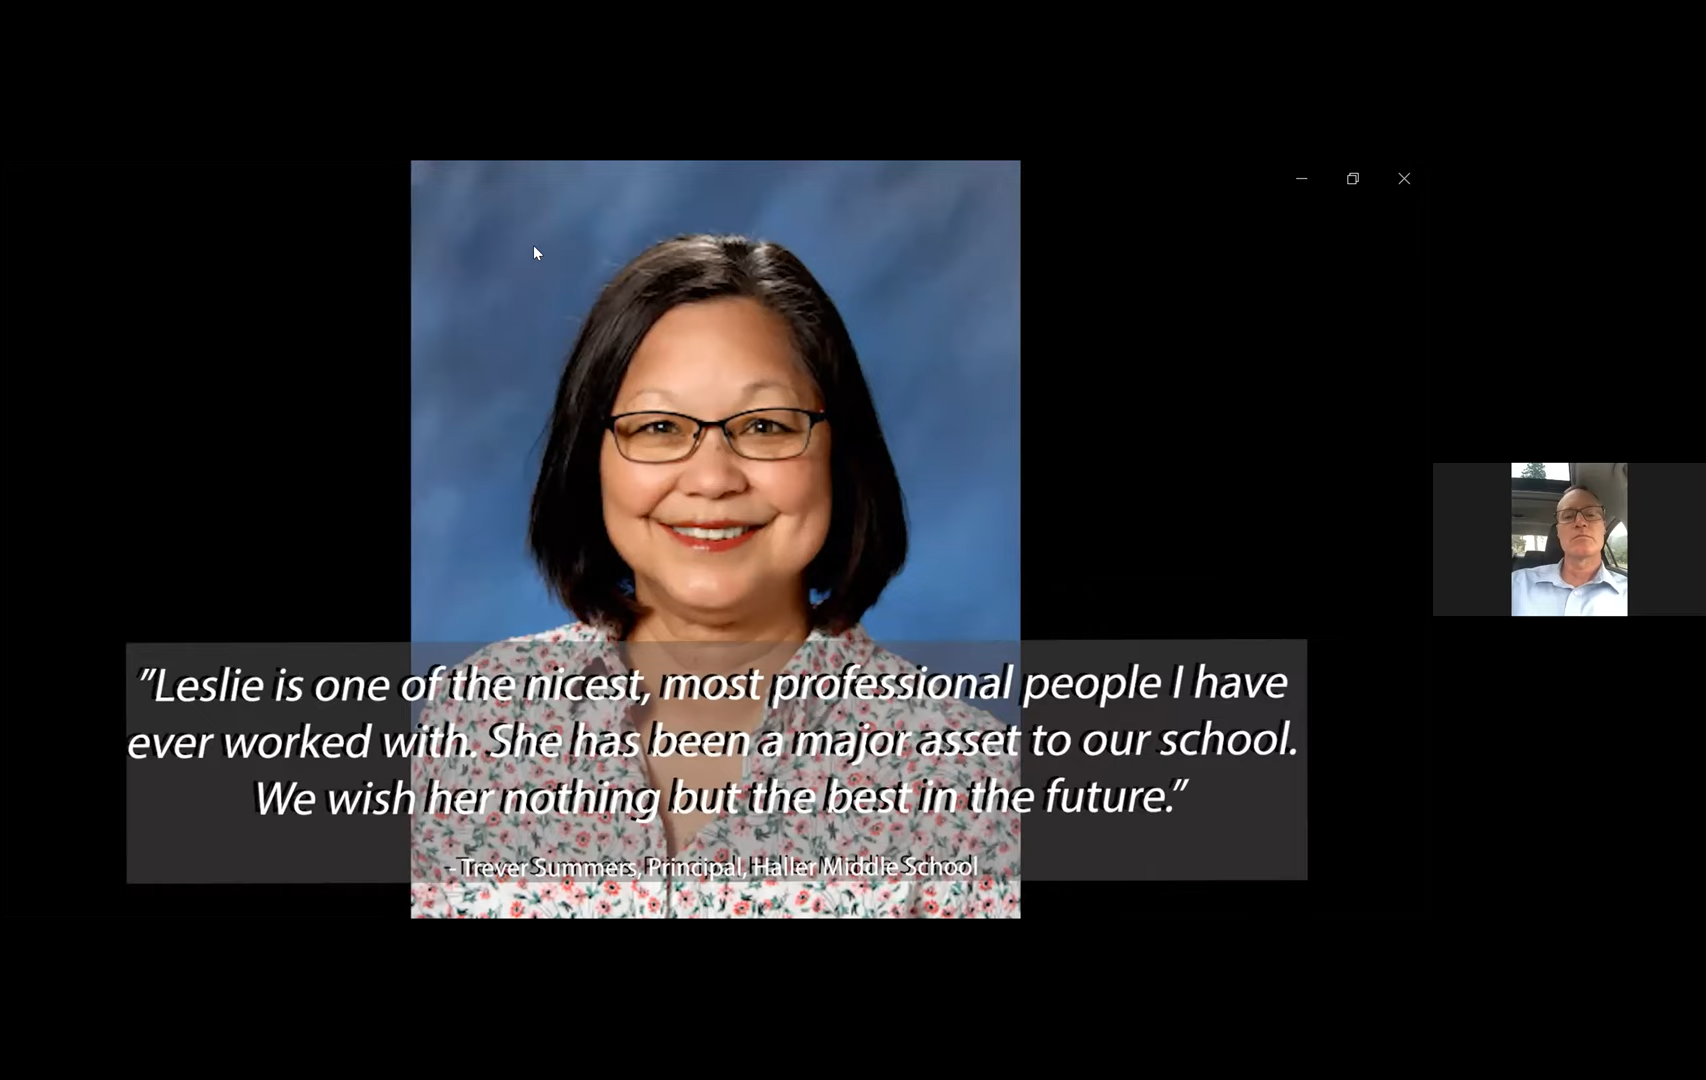 "Leslie is one of the nicest, most professional people I have
ever worked with. She has been a major asset to our school.
We wish her nothing but the best in the future."
- Trever Summers, Principal, Haller Middle School